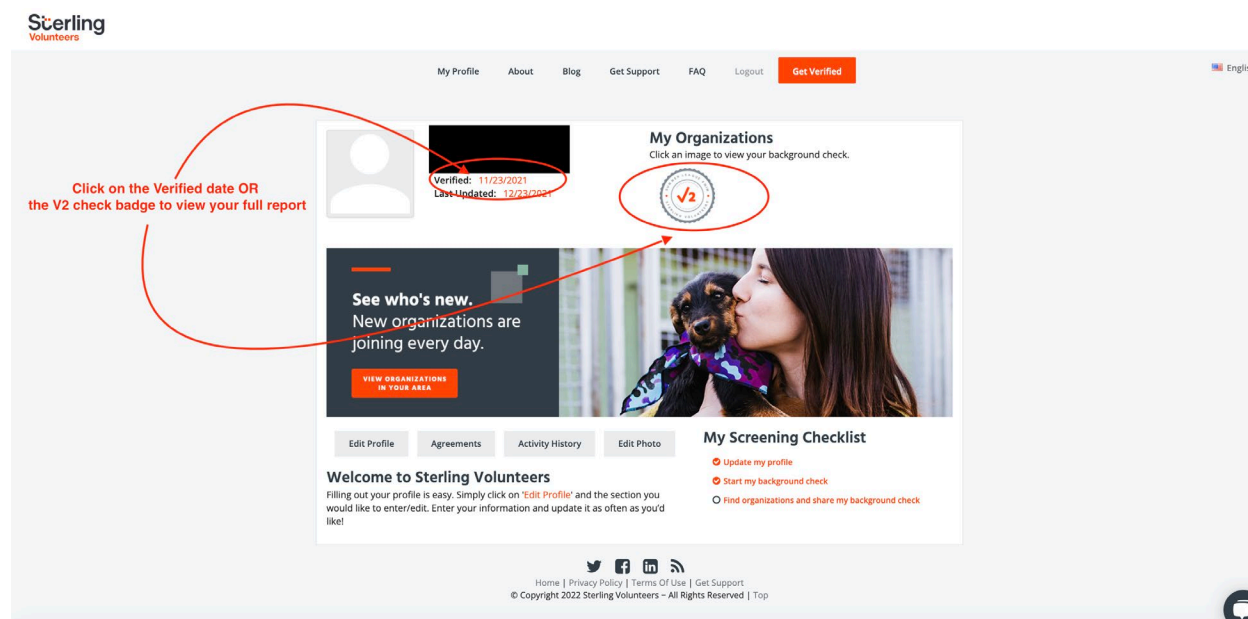 Sterling
Volunteers
My Profile About Blog Get Support FAQ Logout Get Verified
Englis
My Organizations
Click an image to view your background check.
Verified: 11/23/2021
Last Updated: 12/23/2021
√2
Click on the Verified date OR
the V2 check badge to view your full report
See who's new.
New organizations are
joining every day.
VIEW ORGANIZATIONS
IN YOUR AREA
Edit Profile Agreements Activity History Edit Photo
Welcome to Sterling Volunteers
Filling out your profile is easy. Simply click on 'Edit Profile' and the section you
would like to enter/edit. Enter your information and update it as often as you'd
like!
My Screening Checklist
Update my profile
Start my background check
Find organizations and share my background check
Home | Privacy Policy | Terms Of Use | Get Support
© Copyright 2022 Sterling Volunteers – All Rights Reserved | Top